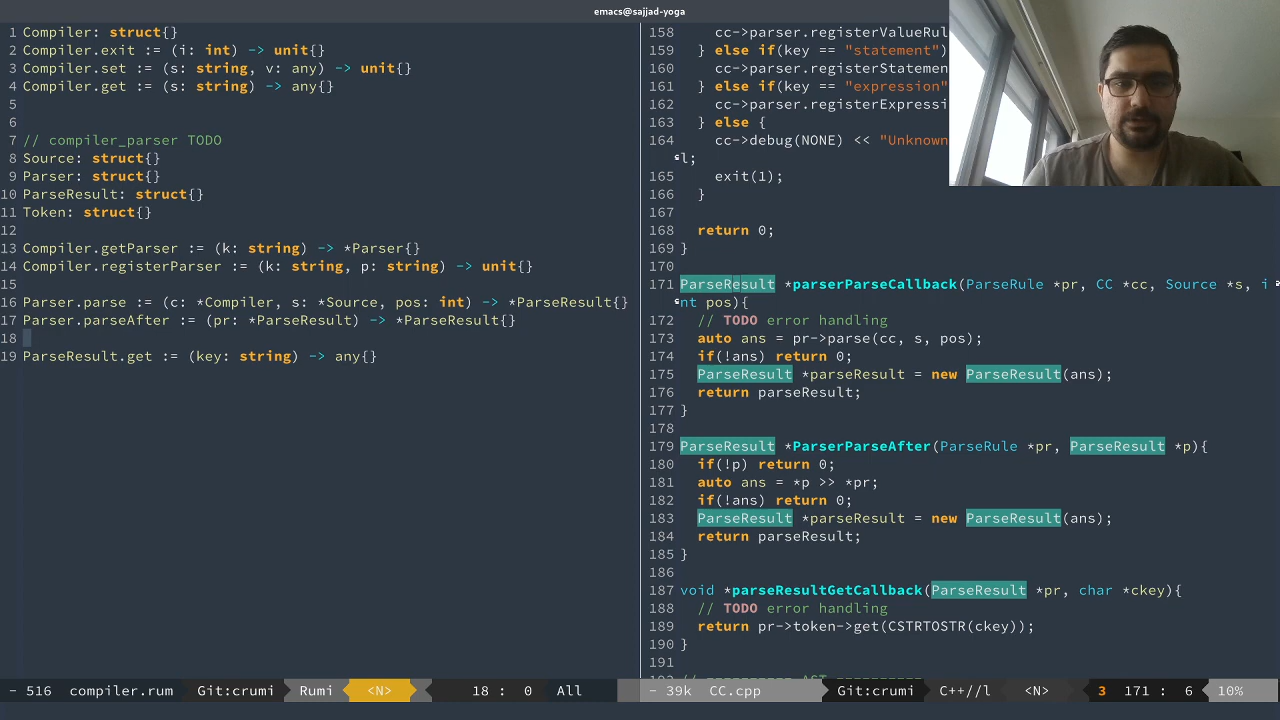 emacs@sajjad-yoga
1 Compiler: struct{}
2 Compiler.exit := (i: int) -> unit{}
3 Compiler.set := (s: string, v: any) -> unit{}
4 Compiler.get := (s: string) -> any{}
5
6
7 // compiler_parser TODO
8 Source: struct{}
9 Parser: struct{}
10 ParseResult: struct{}
11 Token: struct{}
12
13 Compiler.getParser := (k: string) -> *Parser{}
14 Compiler.registerParser := (k: string, p: string) -> unit{}
15
16 Parser.parse := (c: *Compiler, s: *Source, pos: int) -> *ParseResult{}
17 Parser.parseAfter := (pr: *ParseResult) -> *ParseResult{}
18
19 ParseResult.get := (key: string) -> any{}
- 516 compiler.rum Git:crumi Rumi <N> 18 : 0 All
158 cc->parser.registerValueRul
159 } else if(key == "statement")
160 cc->parser.registerStatemen
161 } else if(key == "expression"
162 cc->parser.registerExpressi
163 } else {
164 cc->debug(NONE) << "Unknown
l;
165 exit(1);
166 }
167
168 return 0;
169 }
170
171 ParseResult *parserParseCallback(ParseRule *pr, CC *cc, Source *s, i
nt pos){
172 // TODO error handling
173 auto ans = pr->parse(cc, s, pos);
174 if(!ans) return 0;
175 ParseResult *parseResult = new ParseResult(ans);
176 return parseResult;
177 }
178
179 ParseResult *ParserParseAfter(ParseRule *pr, ParseResult *p){
180 if(!p) return 0;
181 auto ans = *p >> *pr;
182 if(!ans) return 0;
183 ParseResult *parseResult = new ParseResult(ans);
184 return parseResult;
185 }
186
187 void *parseResultGetCallback(ParseResult *pr, char *ckey){
188 // TODO error handling
189 return pr->token->get(CSTRTOSTR(ckey));
190 }
191
- 39k CC.cpp Git:crumi C++//l <N> 3 171 : 6 10%